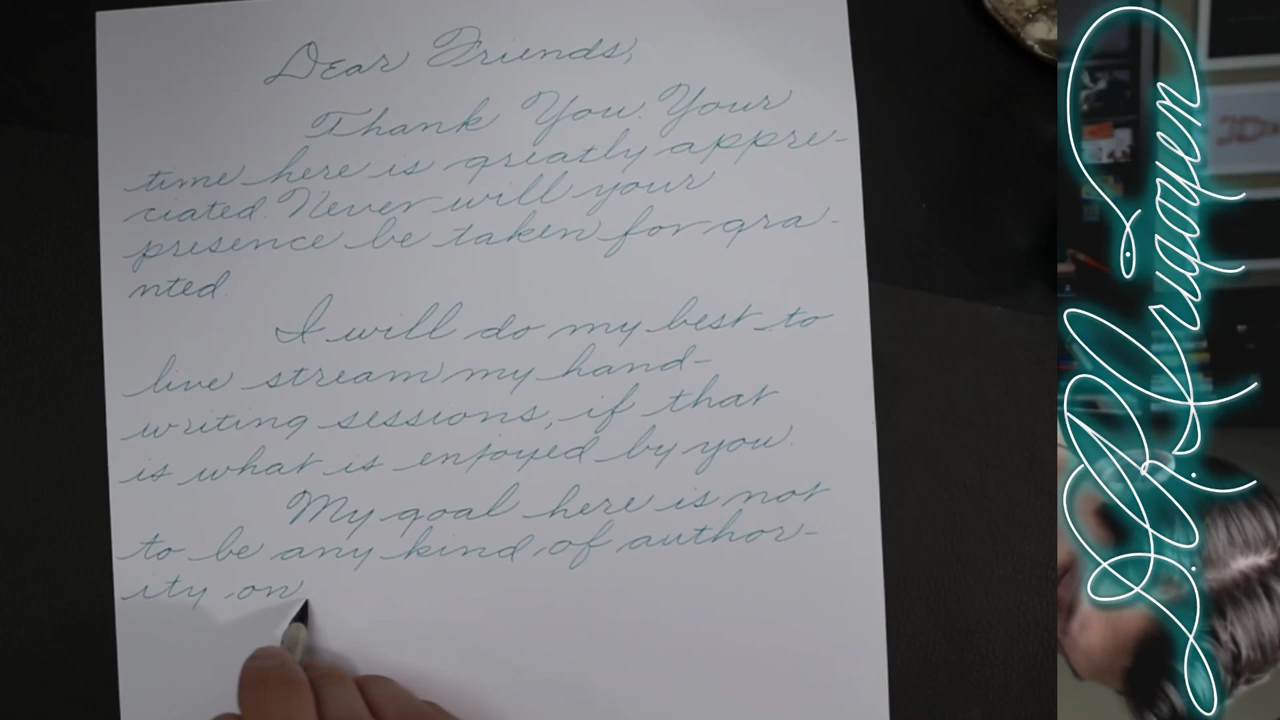 Dear Friends,
Thank You. Your
time here is greatly appre-
ciated. Never will your
presence be taken for gra-
nted.
I will do my best to
live stream my hand-
writing sessions, if that
is what is enjoyed by you.
My goal here is not
to be any kind of author-
ity on